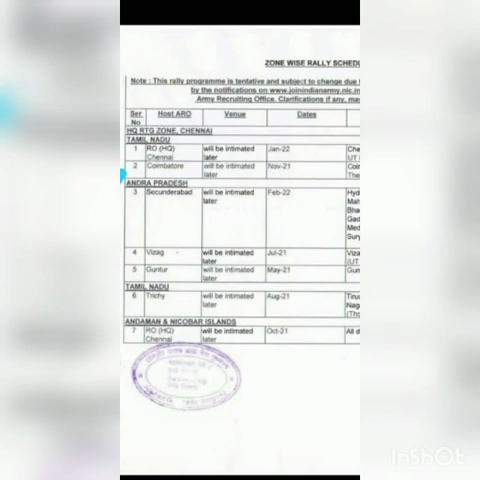 ZONE WISE RALLY SCHEDU
Note : This rally programme is tentative and subject to change due
by the notifications on www.joinindianarmy.nic.in
Army Recruiting Office. Clarifications if any, ma
Ser No Host ARO Venue Dates
HQ RTG ZONE, CHENNAI
TAMIL NADU
1 RO (HQ) Chennai will be intimated later Jan-22 Che
UT
2 Coimbatore will be intimated later Nov-21 Coin
The
ANDRA PRADESH
3 Secunderabad will be intimated later Feb-22 Hyd
Mah
Bha
Gad
Med
Sury
4 Vizag will be intimated later Jul-21 Viza
(UT
5 Guntur will be intimated later May-21 Gun
TAMIL NADU
6 Trichy will be intimated later Aug-21 Tiru
Naga
(Tho
ANDAMAN & NICOBAR ISLANDS
7 RO (HQ) Chennai will be intimated later Oct-21 All d
InShOt